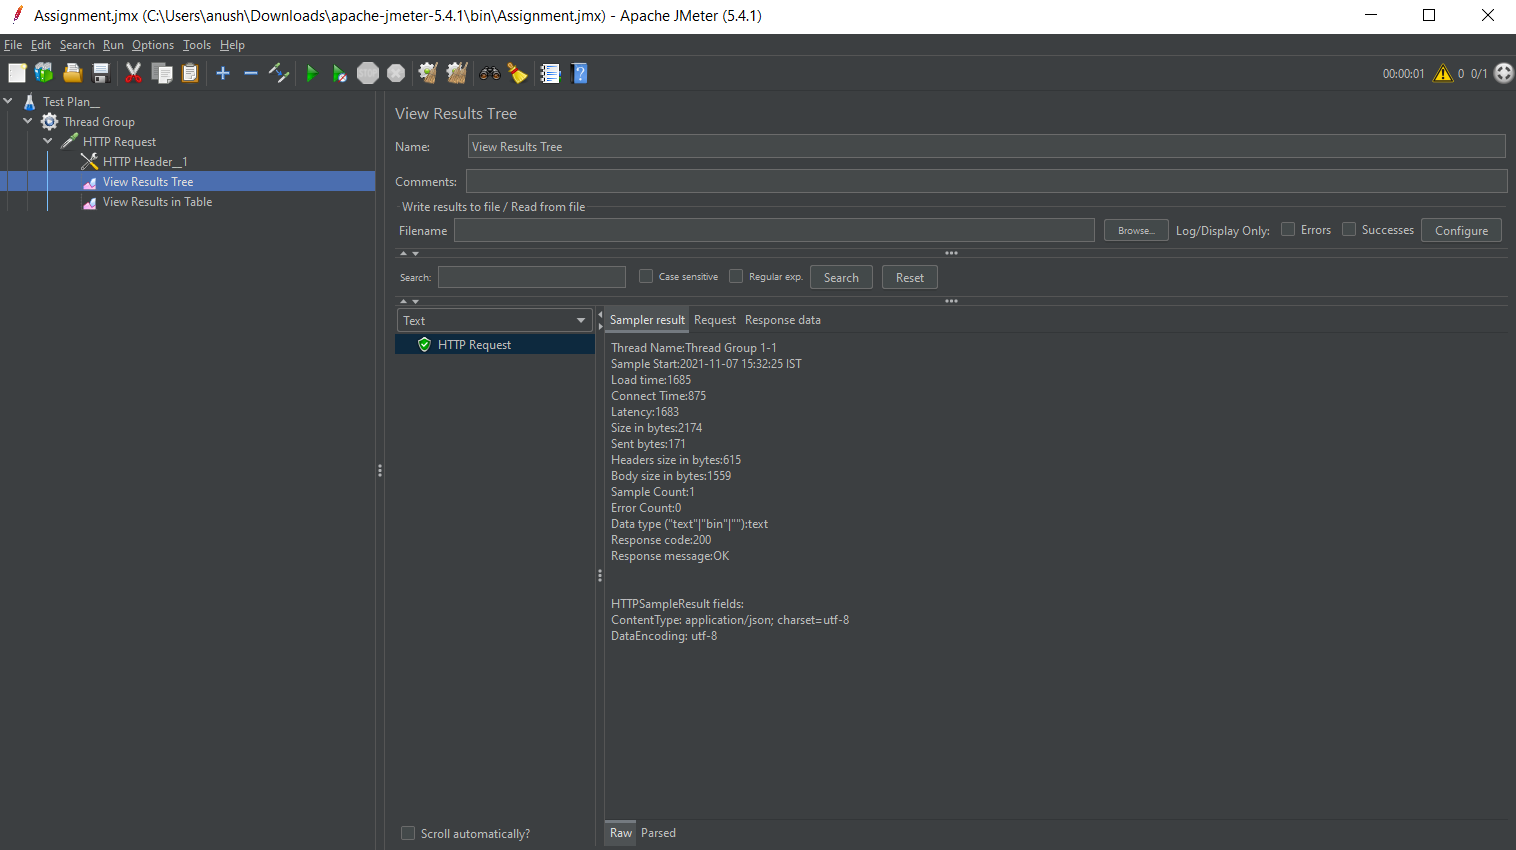 Assignment.jmx (C:\Users\anush\Downloads\apache-jmeter-5.4.1\bin\Assignment.jmx) - Apache JMeter (5.4.1)
File Edit Search Run Options Tools Help
STOP
00:00:01 0 0/1
Test Plan__
Thread Group
HTTP Request
HTTP Header__1
View Results Tree
View Results in Table
View Results Tree
Name: View Results Tree
Comments:
Write results to file / Read from file
Filename Browse... Log/Display Only: Errors Successes Configure
Search: Case sensitive Regular exp. Search Reset
Text
HTTP Request
Scroll automatically?
Sampler result Request Response data
Thread Name:Thread Group 1-1
Sample Start:2021-11-07 15:32:25 IST
Load time:1685
Connect Time:875
Latency:1683
Size in bytes:2174
Sent bytes:171
Headers size in bytes:615
Body size in bytes:1559
Sample Count:1
Error Count:0
Data type ("text"|"bin"|""):text
Response code:200
Response message:OK
HTTPSampleResult fields:
ContentType: application/json; charset=utf-8
DataEncoding: utf-8
Raw Parsed